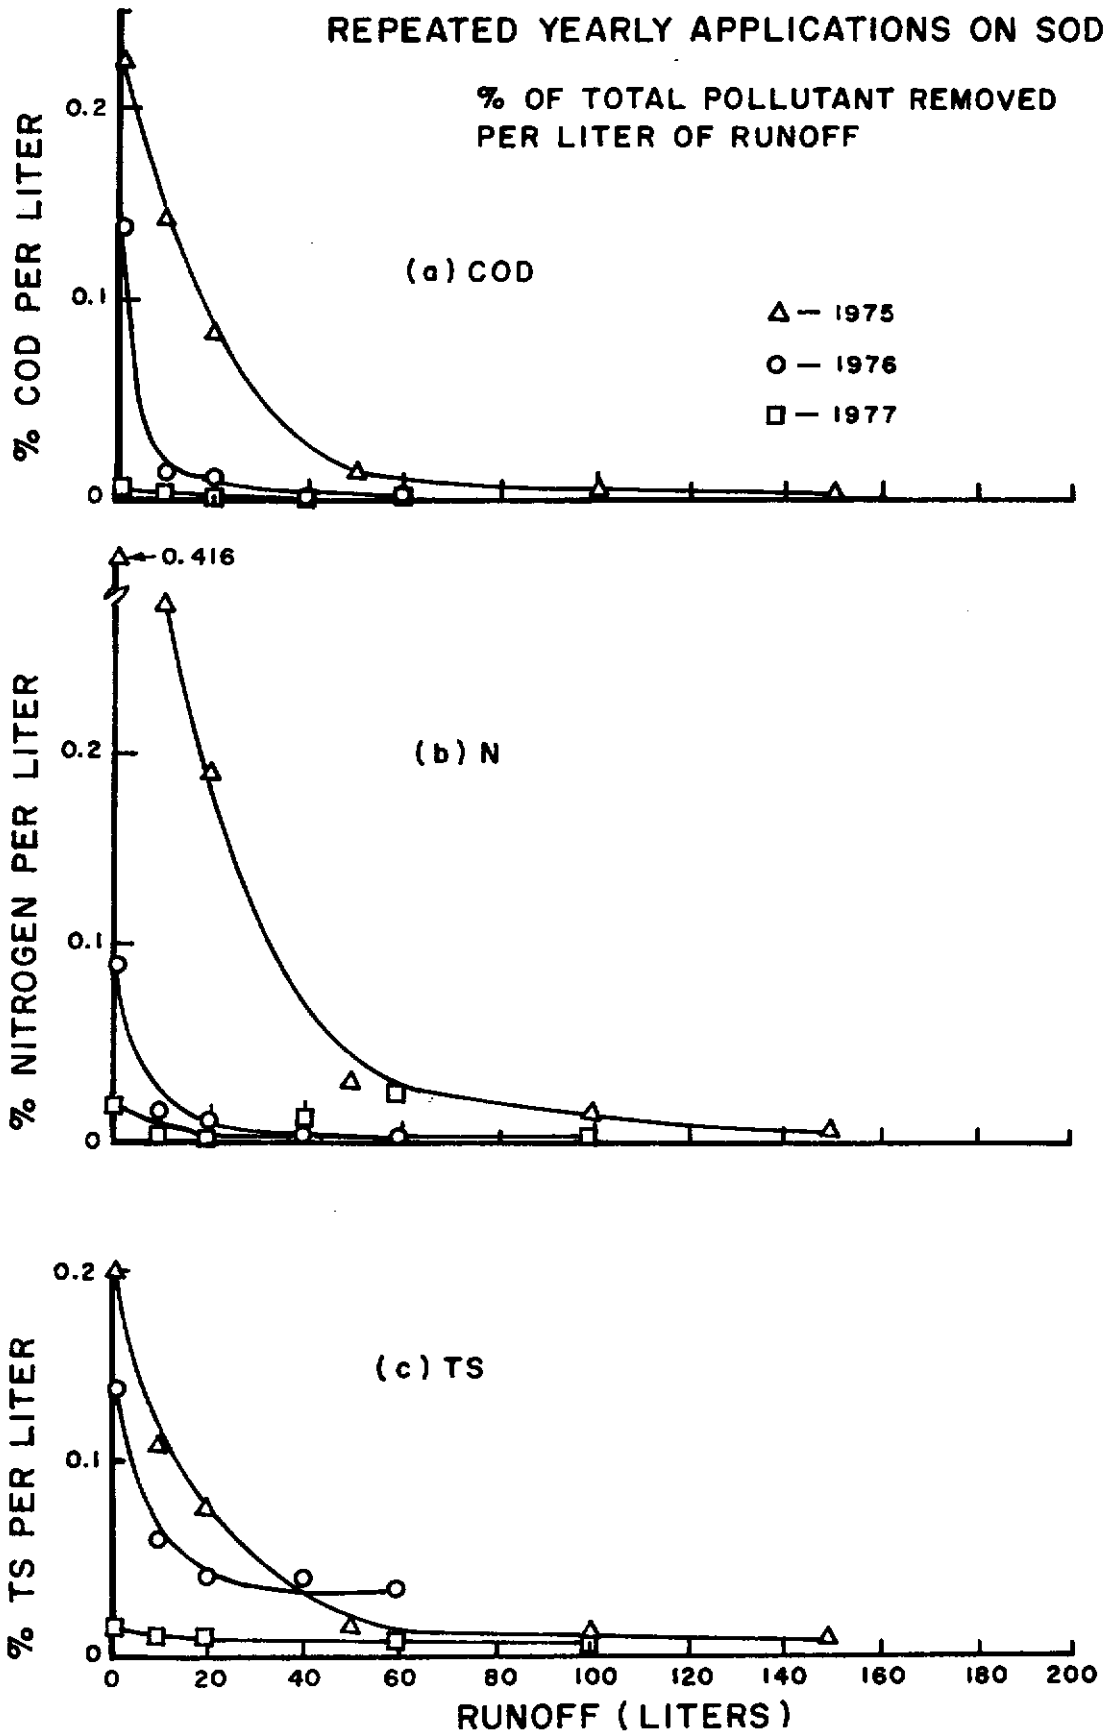 REPEATED YEARLY APPLICATIONS ON SOD
% OF TOTAL POLLUTANT REMOVED
PER LITER OF RUNOFF
% COD PER LITER
0.2
0.1
0
(a) COD
△ — 1975
○ — 1976
□ — 1977
% NITROGEN PER LITER
0.416
0.2
0.1
0
(b) N
% TS PER LITER
0.2
0.1
0
(c) TS
0 20 40 60 80 100 120 140 160 180 200
RUNOFF (LITERS)